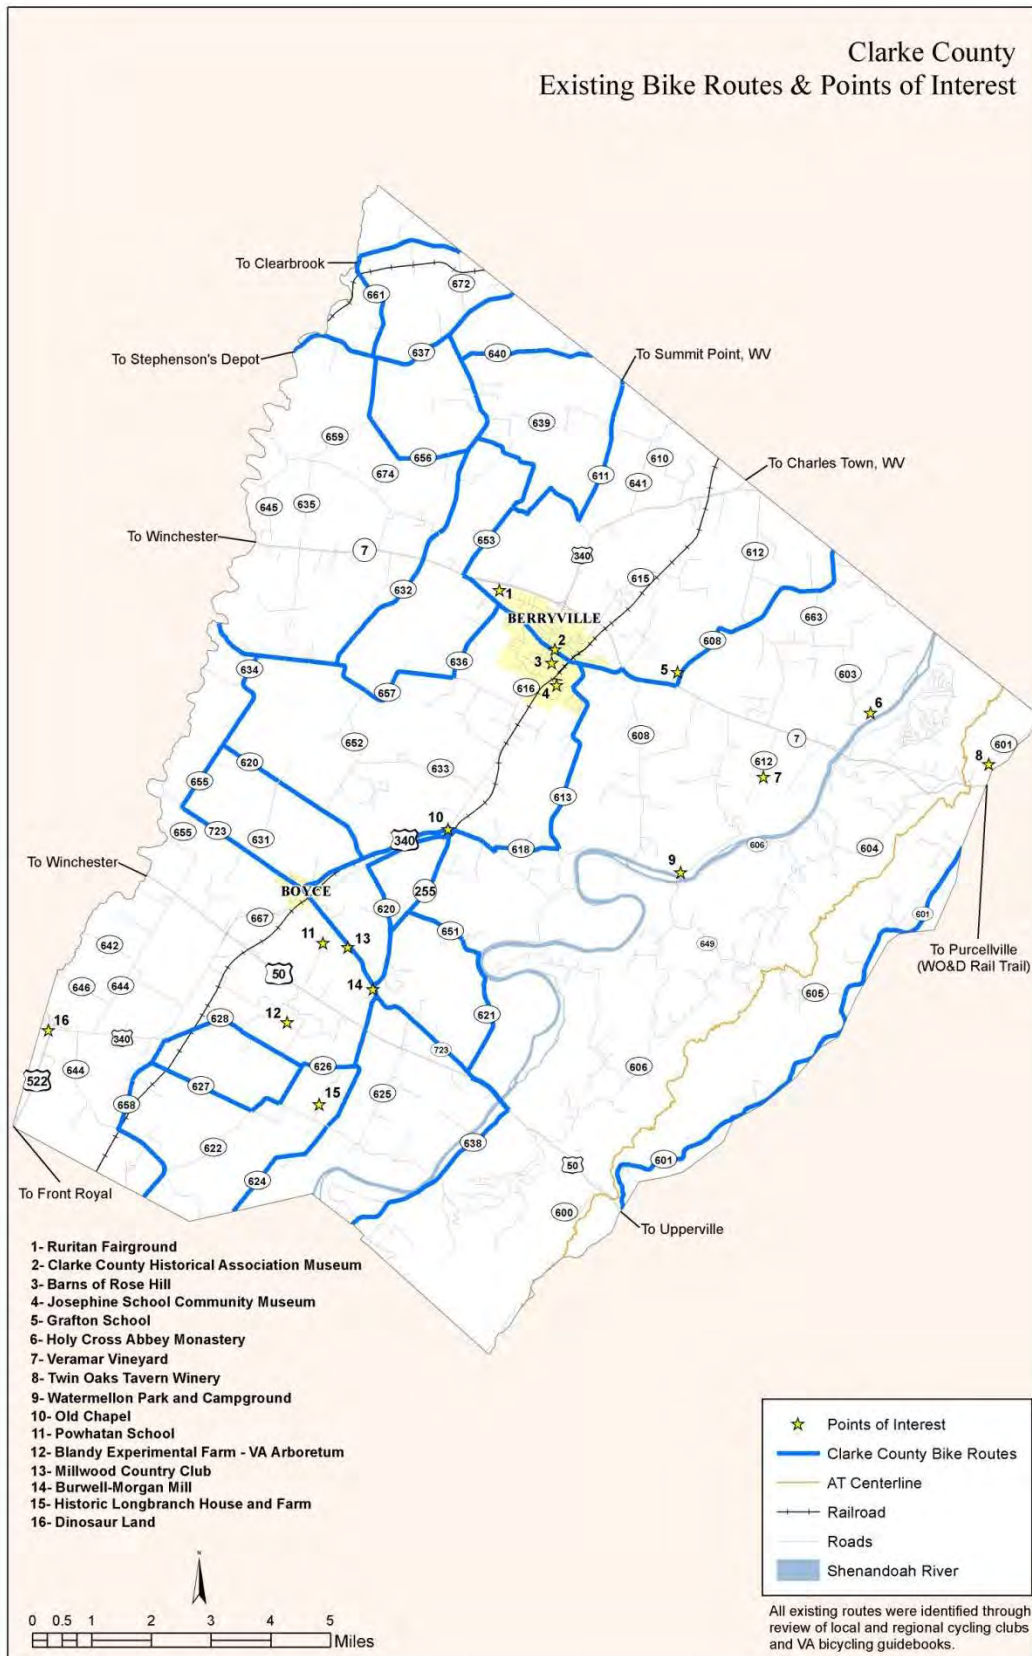 Clarke County
Existing Bike Routes & Points of Interest
To Clearbrook
672
661
To Stephenson's Depot
637
640
To Summit Point, WV
639
659
656
610
674
611
641
To Charles Town, WV
645
635
To Winchester
7
653
340
612
632
615
1
BERRYVILLE
663
2
608
636
3
5
634
657
616
4
603
6
652
608
7
601
8
620
633
612
7
655
613
10
655
723
631
340
618
606
604
To Winchester
9
BOYCE
255
620
667
651
601
642
11
13
649
To Purcellville
(WO&D Rail Trail)
50
14
646
644
605
16
12
628
621
340
723
644
626
606
522
627
625
658
15
638
622
50
624
601
To Front Royal
600
To Upperville
1- Ruritan Fairground
2- Clarke County Historical Association Museum
3- Barns of Rose Hill
4- Josephine School Community Museum
5- Grafton School
6- Holy Cross Abbey Monastery
7- Veramar Vineyard
8- Twin Oaks Tavern Winery
9- Watermellon Park and Campground
10- Old Chapel
11- Powhatan School
12- Blandy Experimental Farm - VA Arboretum
13- Millwood Country Club
14- Burwell-Morgan Mill
15- Historic Longbranch House and Farm
16- Dinosaur Land
N
0 0.5 1 2 3 4 5
Miles
Points of Interest
Clarke County Bike Routes
AT Centerline
Railroad
Roads
Shenandoah River
All existing routes were identified through
review of local and regional cycling clubs
and VA bicycling guidebooks.